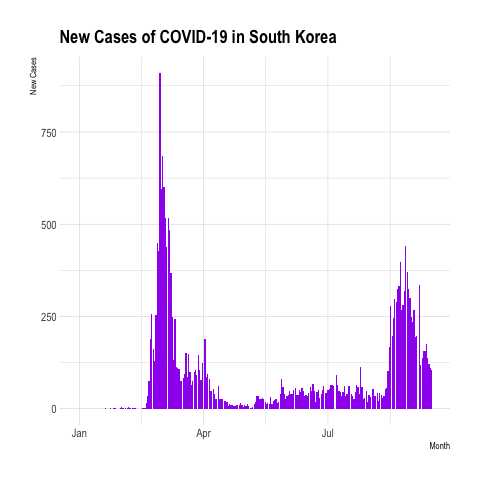 New Cases of COVID-19 in South Korea
New Cases
750
500
250
0
Jan Apr Jul
Month